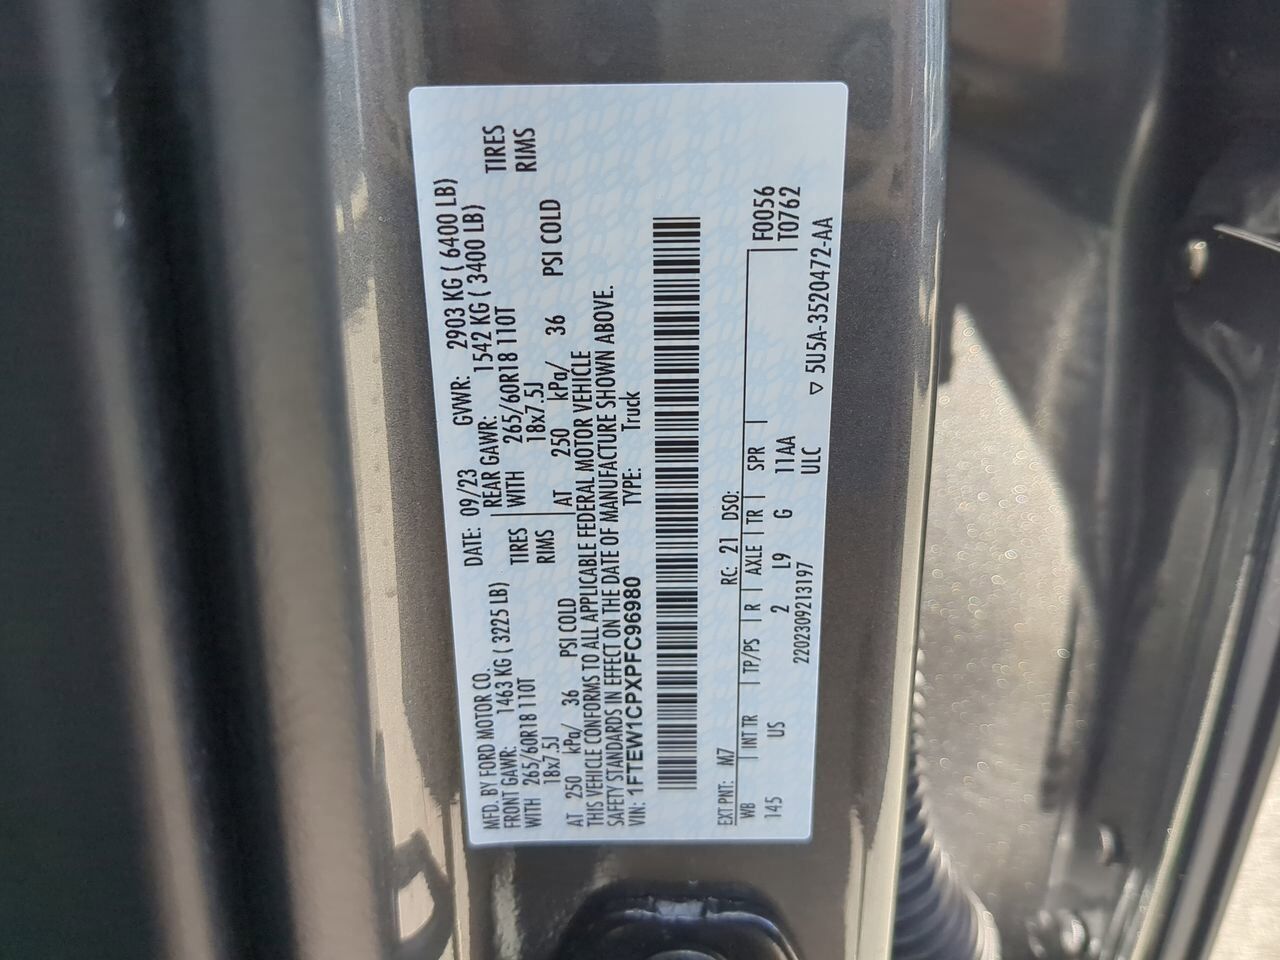 MFD. BY FORD MOTOR CO.
DATE: 09/23 GVWR: 2903 KG ( 6400 LB)
FRONT GAWR: 1463 KG ( 3225 LB)
REAR GAWR: 1542 KG ( 3400 LB)
WITH 265/60R18 110T TIRES
WITH 265/60R18 110T TIRES
18x7.5J RIMS
18x7.5J RIMS
AT 250 kPa/ 36 PSI COLD
AT 250 kPa/ 36 PSI COLD
THIS VEHICLE CONFORMS TO ALL APPLICABLE FEDERAL MOTOR VEHICLE
SAFETY STANDARDS IN EFFECT ON THE DATE OF MANUFACTURE SHOWN ABOVE.
VIN: 1FTEW1CPXPFC96980 TYPE: Truck
EXT PNT: M7 RC: 21 DSO:
F0056
WB INT TR TP/PS R AXLE TR SPR
T0762
145 US 2 L9 G 11AA
ULC
2202309213197
▽ 5U5A-3520472-AA